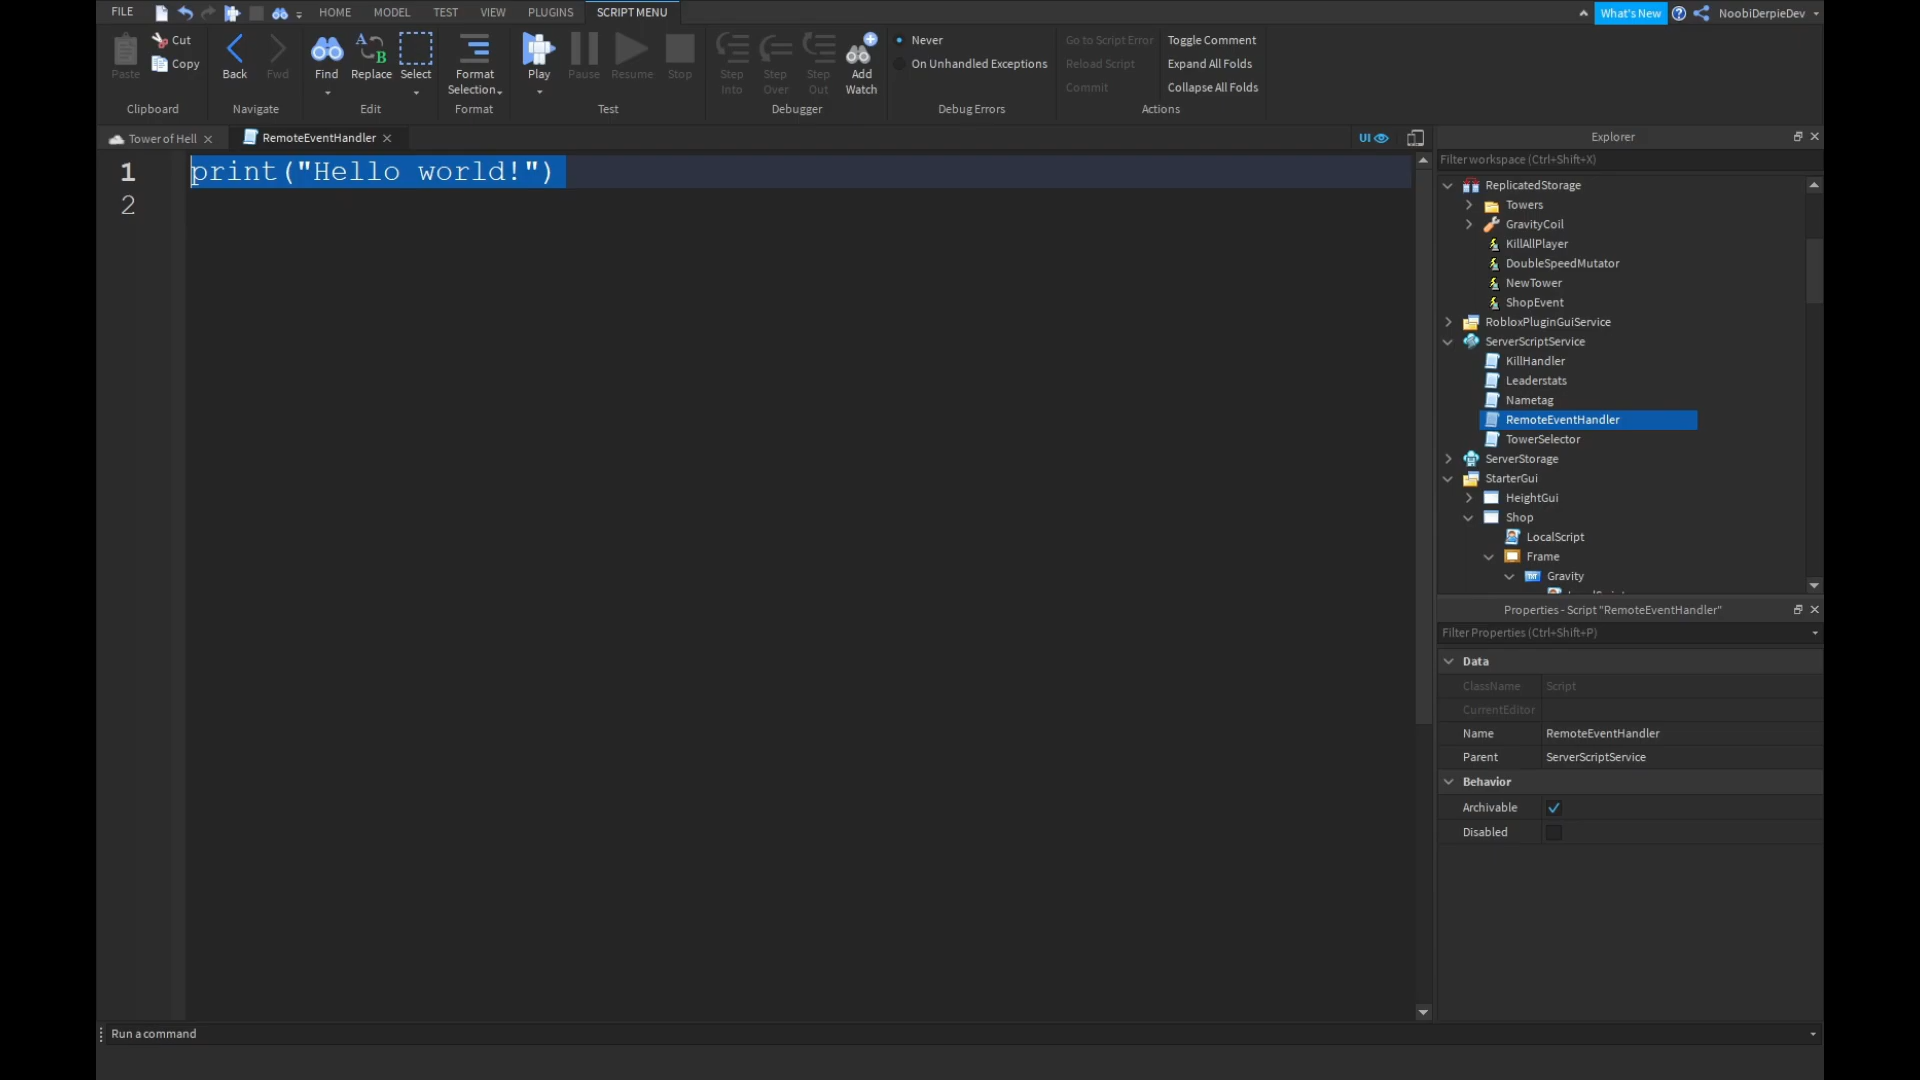 FILE HOME MODEL TEST VIEW PLUGINS SCRIPT MENU What's New NoobiDerpieDev
Paste Cut Copy Back Fwd Find Replace Select Format Selection Play Pause Resume Stop Step Into Step Over Step Out Add Watch
Never
On Unhandled Exceptions
Go to Script Error
Reload Script
Commit
Toggle Comment
Expand All Folds
Collapse All Folds
Clipboard Navigate Edit Format Test Debugger Debug Errors Actions
Tower of Hell RemoteEventHandler UI
1 print("Hello world!")
2
Explorer
Filter workspace (Ctrl+Shift+X)
ReplicatedStorage
Towers
GravityCoil
KillAllPlayer
DoubleSpeedMutator
NewTower
ShopEvent
RobloxPluginGuiService
ServerScriptService
KillHandler
Leaderstats
Nametag
RemoteEventHandler
TowerSelector
ServerStorage
StarterGui
HeightGui
Shop
LocalScript
Frame
TXT Gravity
Properties - Script "RemoteEventHandler"
Filter Properties (Ctrl+Shift+P)
Data
ClassName Script
CurrentEditor
Name RemoteEventHandler
Parent ServerScriptService
Behavior
Archivable
Disabled
Run a command